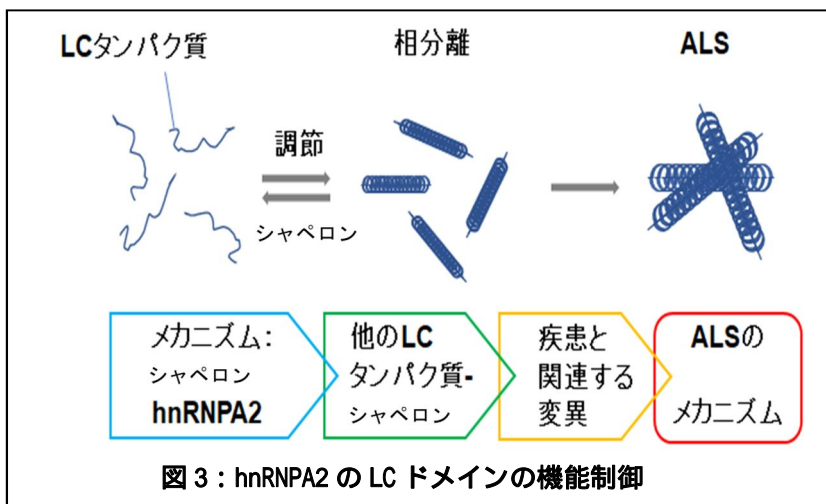 LCタンパク質
相分離
ALS
調節
シャペロン
メカニズム:
シャペロン
hnRNPA2
他のLC
タンパク質-
シャペロン
疾患と
関連する
変異
ALSの
メカニズム
図3：hnRNPA2のLCドメインの機能制御